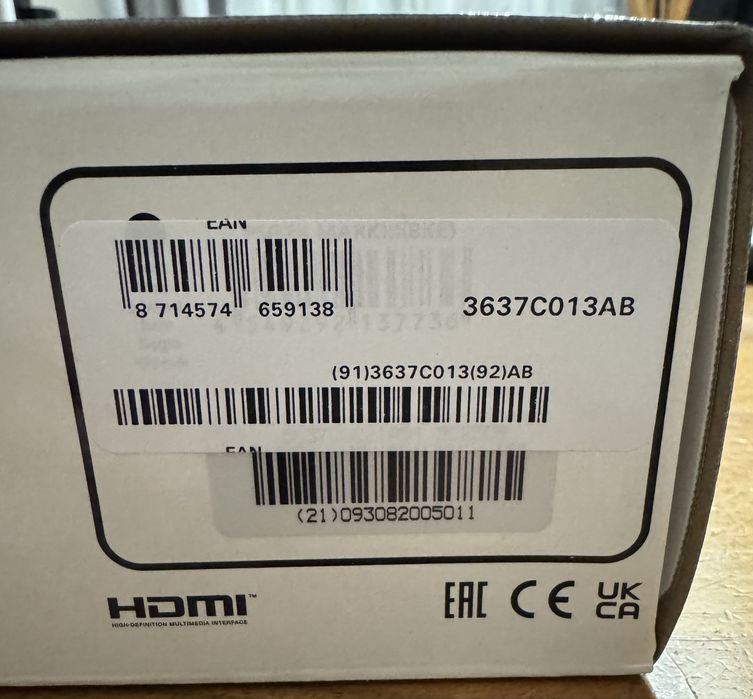 EAN
8 714574 659138
3637C013AB
(91)3637C013(92)AB
EAN
(21)093082005011
HDMI™
HIGH-DEFINITION MULTIMEDIA INTERFACE
EAC CE UK
CA